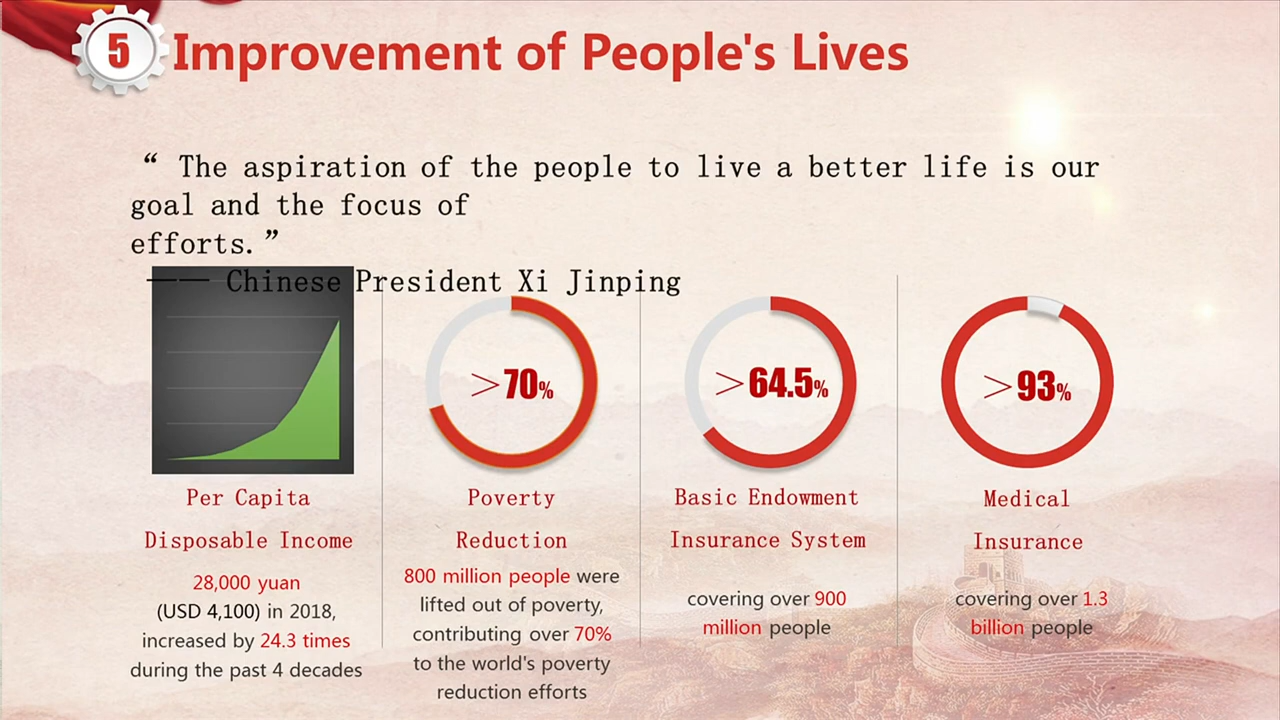 5
Improvement of People's Lives
“ The aspiration of the people to live a better life is our
goal and the focus of
efforts.”
—— Chinese President Xi Jinping
>70%
>64.5%
>93%
Per Capita
Disposable Income
28,000 yuan
(USD 4,100) in 2018,
increased by 24.3 times
during the past 4 decades
Poverty
Reduction
800 million people were
lifted out of poverty,
contributing over 70%
to the world's poverty
reduction efforts
Basic Endowment
Insurance System
covering over 900
million people
Medical
Insurance
covering over 1.3
billion people